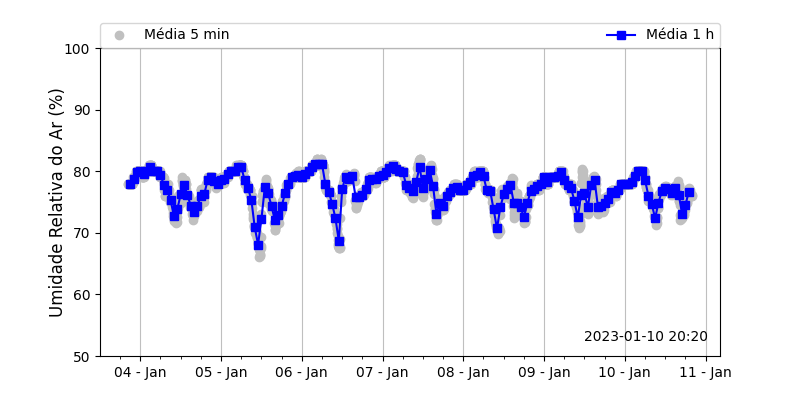 Média 5 min
Média 1 h
100
90
80
70
60
50
Umidade Relativa do Ar (%)
2023-01-10 20:20
04 - Jan
05 - Jan
06 - Jan
07 - Jan
08 - Jan
09 - Jan
10 - Jan
11 - Jan